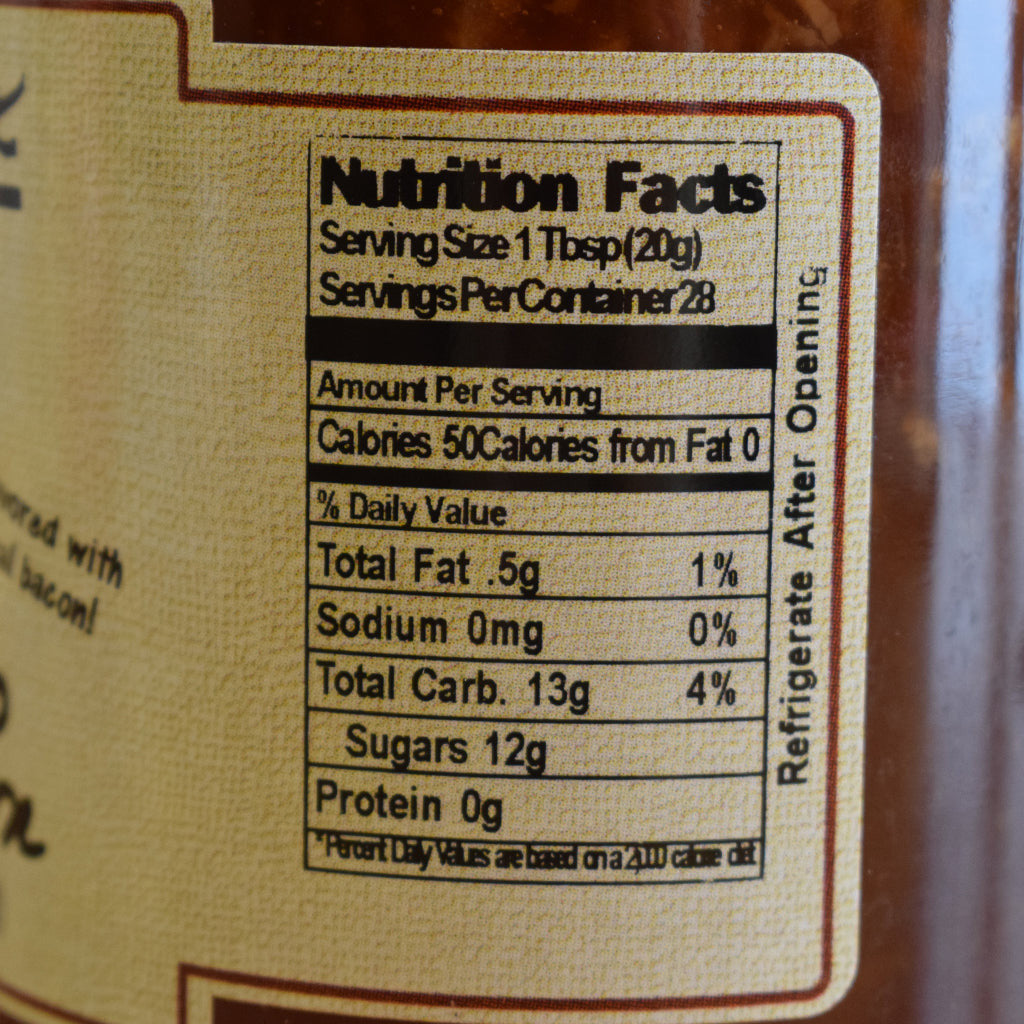 Nutrition Facts
Serving Size 1 Tbsp (20g)
Servings Per Container 28
Amount Per Serving
Calories 50 Calories from Fat 0
% Daily Value
Total Fat .5g 1%
Sodium 0mg 0%
Total Carb. 13g 4%
Sugars 12g
Protein 0g
*Percent Daily Values are based on a 2,000 calorie diet
Refrigerate After Opening
with
bacon!